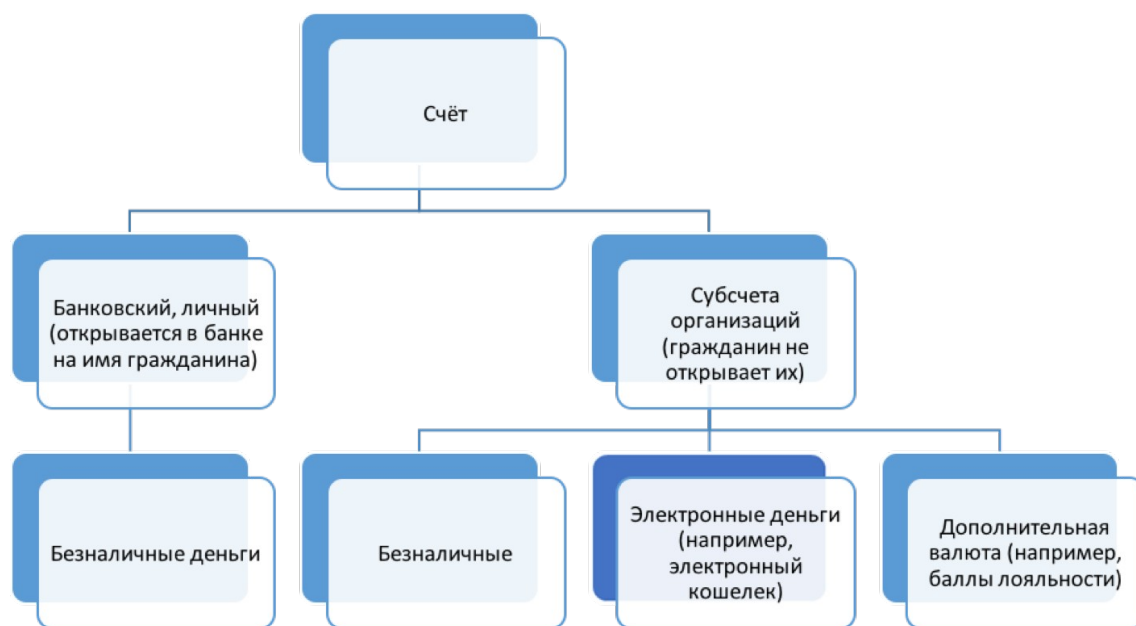 Счёт
Банковский, личный
(открывается в банке
на имя гражданина)
Субсчета
организаций
(гражданин не
открывает их)
Безналичные деньги
Безналичные
Электронные деньги
(например,
электронный
кошелек)
Дополнительная
валюта (например,
баллы лояльности)